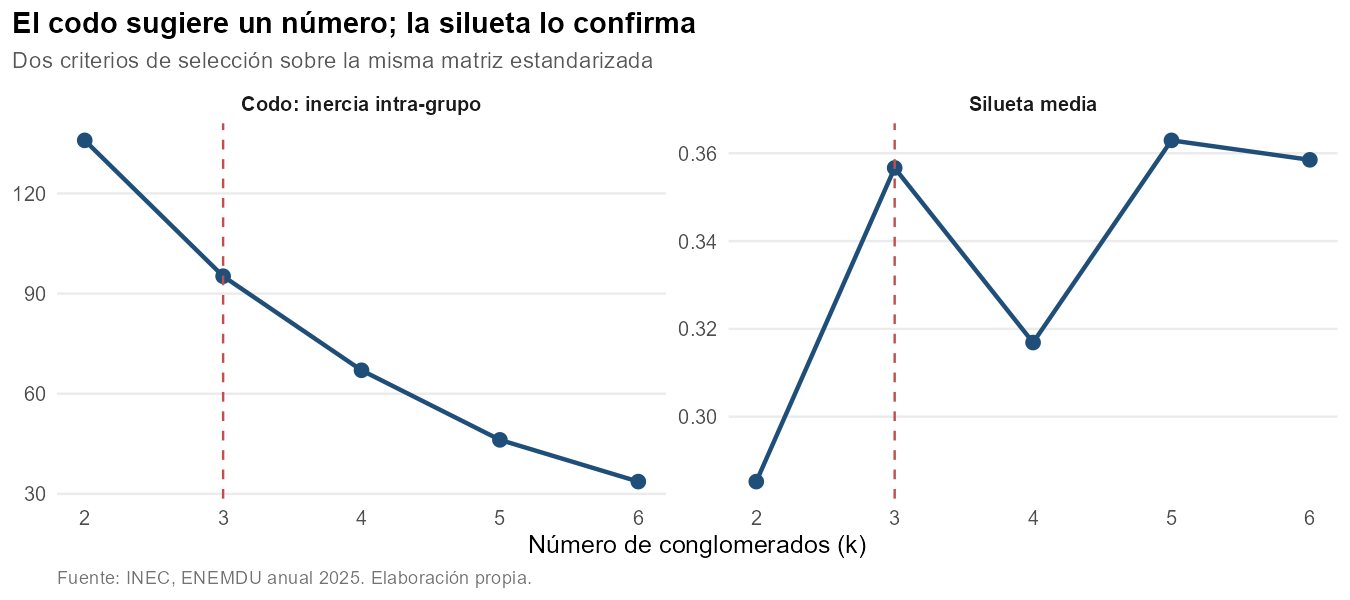 El codo sugiere un número; la silueta lo confirma
Dos criterios de selección sobre la misma matriz estandarizada
Codo: inercia intra-grupo
120
90
60
30
2 3 4 5 6
Silueta media
0.36
0.34
0.32
0.30
2 3 4 5 6
Número de conglomerados (k)
Fuente: INEC, ENEMDU anual 2025. Elaboración propia.